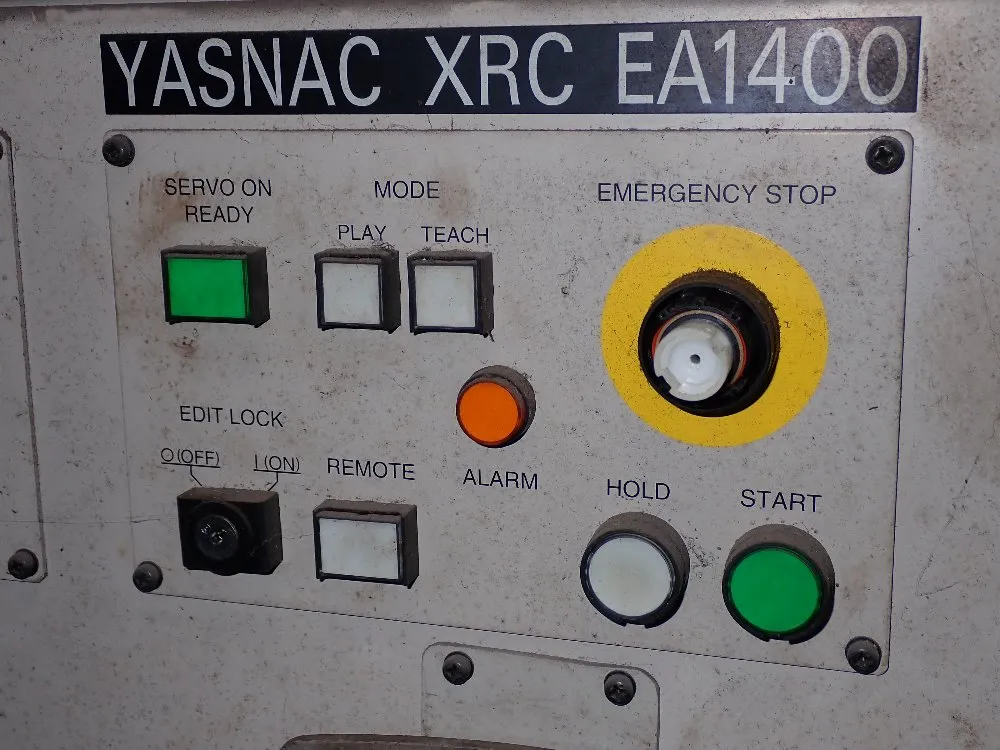 YASNAC XRC EA1400
SERVO ON
READY
MODE
PLAY TEACH
EMERGENCY STOP
EDIT LOCK
O(OFF) I(ON)
REMOTE
ALARM
HOLD
START